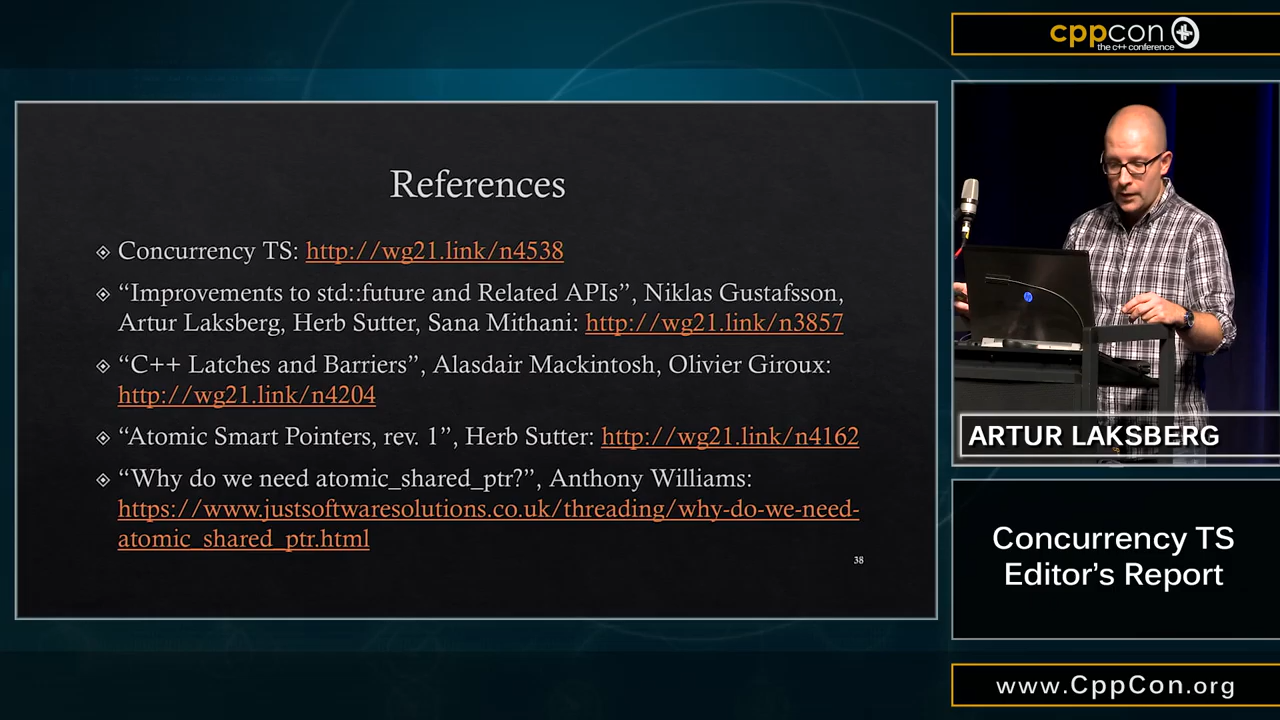 References
Concurrency TS: http://wg21.link/n4538
“Improvements to std::future and Related APIs”, Niklas Gustafsson,
Artur Laksberg, Herb Sutter, Sana Mithani: http://wg21.link/n3857
“C++ Latches and Barriers”, Alasdair Mackintosh, Olivier Giroux:
http://wg21.link/n4204
“Atomic Smart Pointers, rev. 1”, Herb Sutter: http://wg21.link/n4162
“Why do we need atomic_shared_ptr?”, Anthony Williams:
https://www.justsoftwaresolutions.co.uk/threading/why-do-we-need-
atomic_shared_ptr.html
38
cppcon
the c++ conference
ARTUR LAKSBERG
Concurrency TS
Editor’s Report
www.CppCon.org